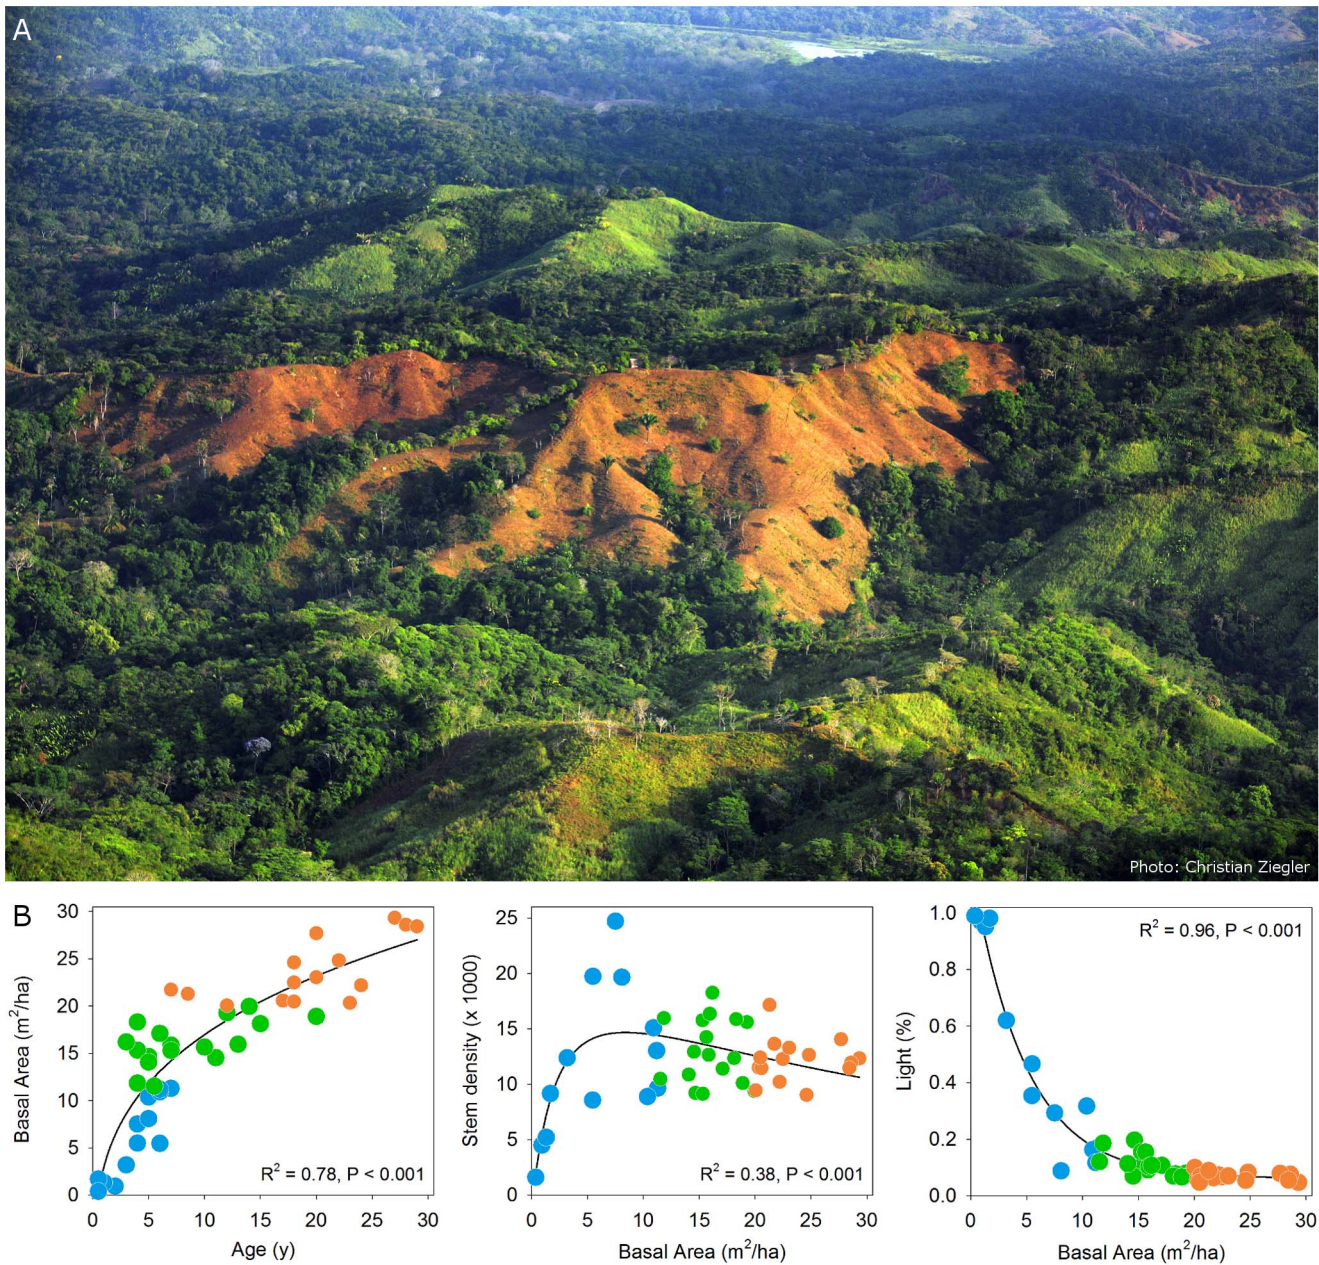 A
Photo: Christian Ziegler
B
30
25
20
15
10
5
0
Basal Area (m²/ha)
R² = 0.78, P < 0.001
0 5 10 15 20 25 30
Age (y)
25
20
15
10
5
0
Stem density (x 1000)
R² = 0.38, P < 0.001
0 5 10 15 20 25 30
Basal Area (m²/ha)
1.0
0.8
0.6
0.4
0.2
0.0
Light (%)
R² = 0.96, P < 0.001
0 5 10 15 20 25 30
Basal Area (m²/ha)